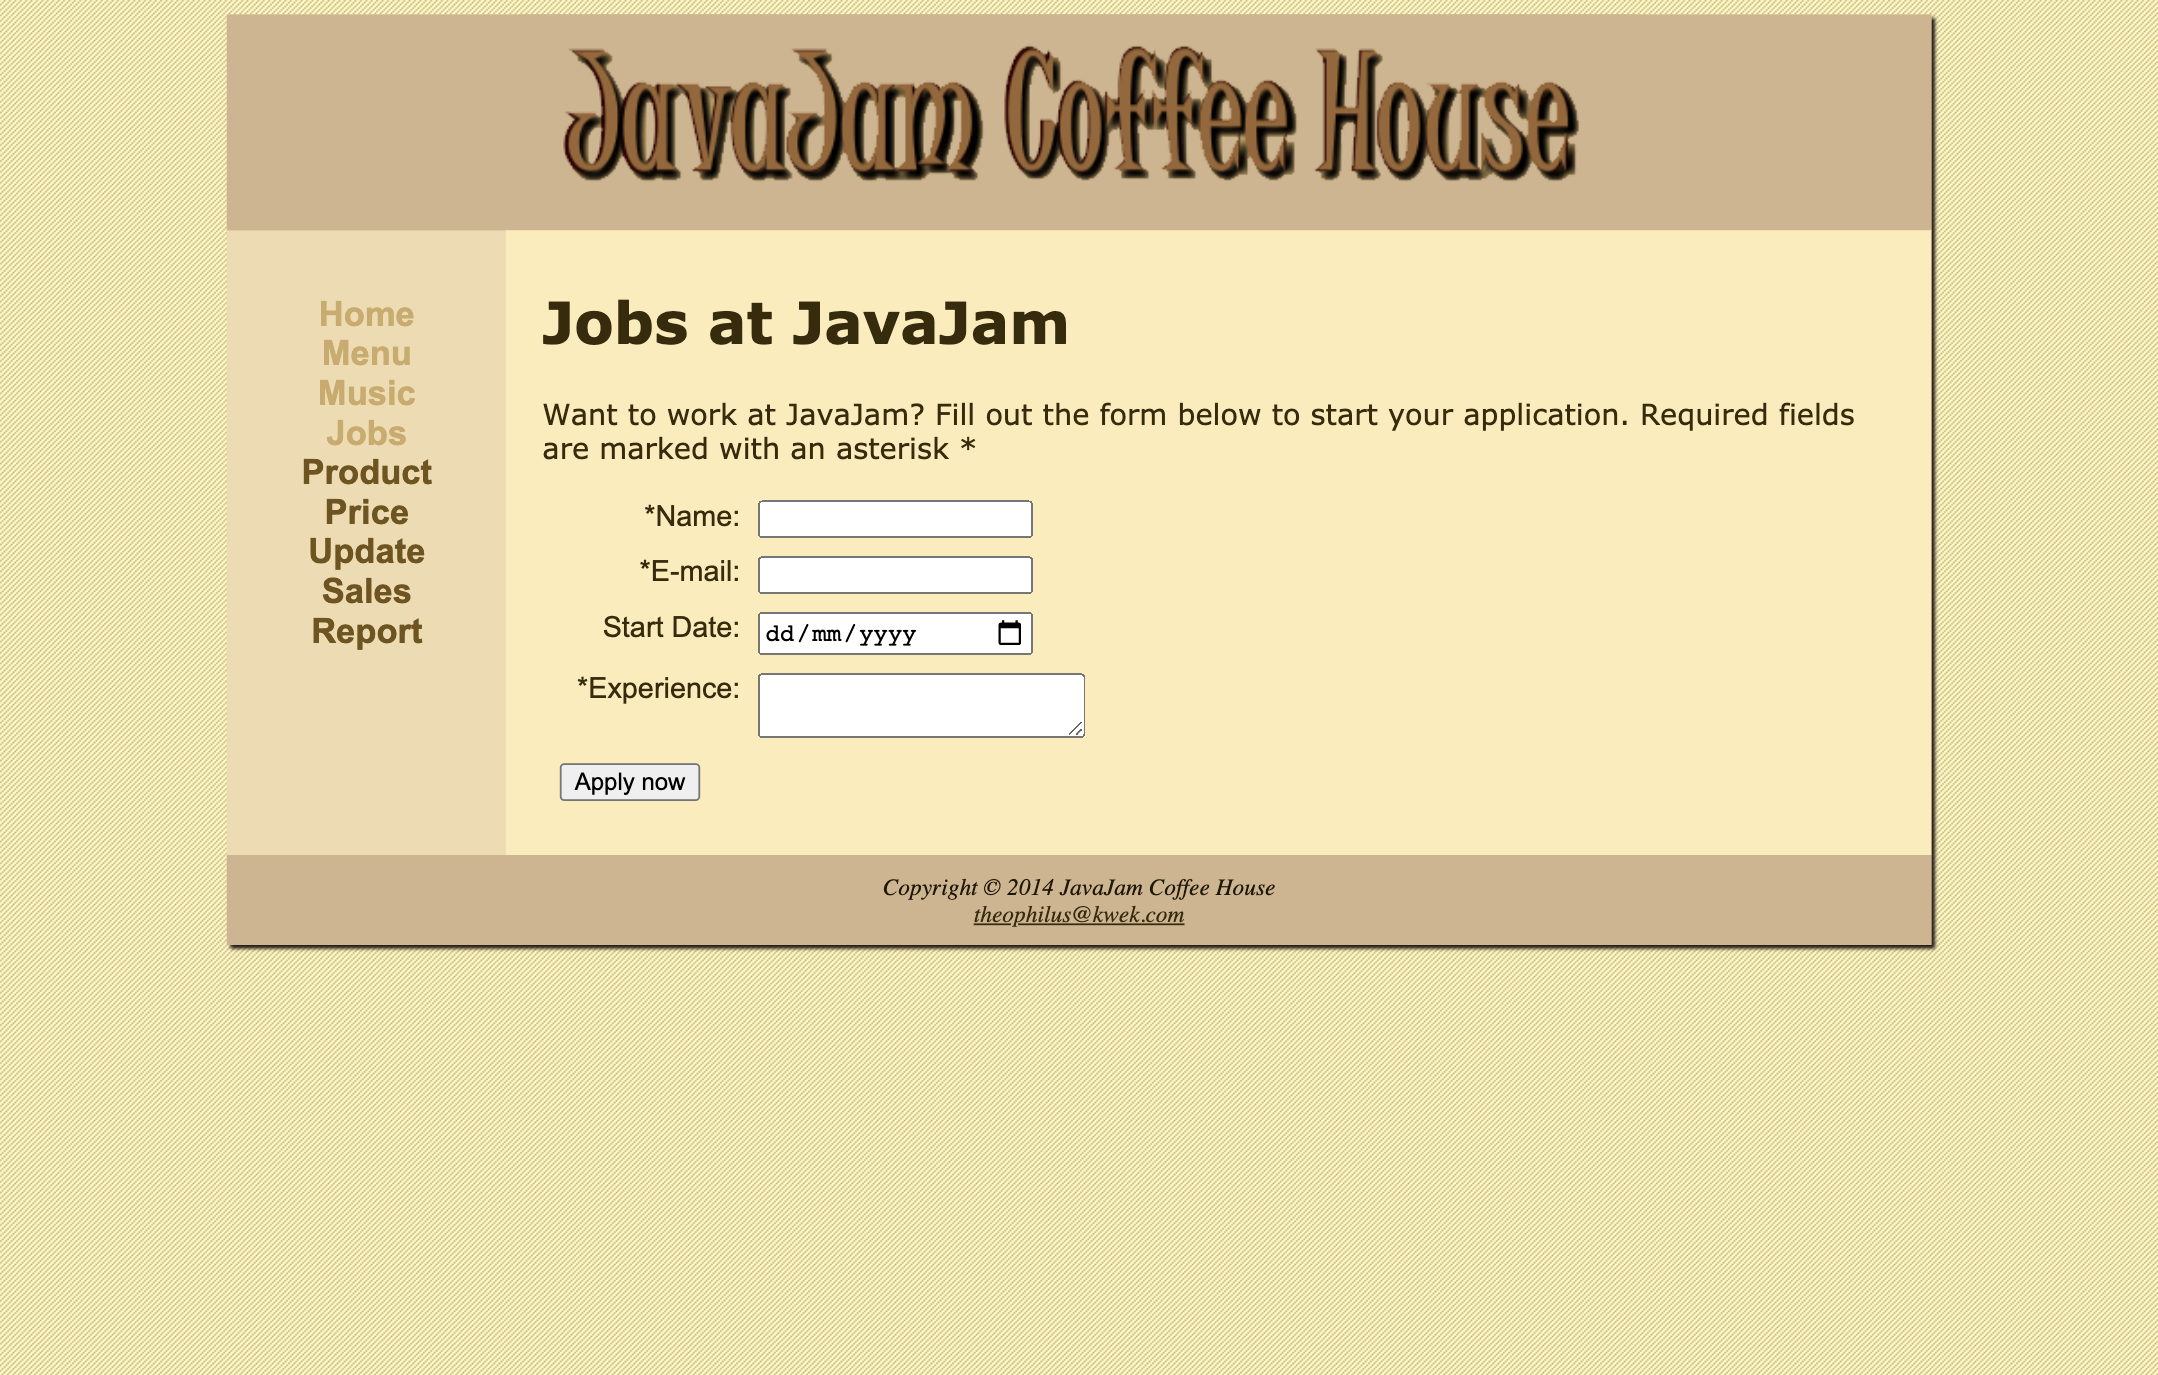 JavaJam Coffee House
Home
Menu
Music
Jobs
Product
Price
Update
Sales
Report
Jobs at JavaJam
Want to work at JavaJam? Fill out the form below to start your application. Required fields
are marked with an asterisk *
*Name:
*E-mail:
Start Date: dd/mm/yyyy
*Experience:
Apply now
Copyright © 2014 JavaJam Coffee House
theophilus@kwek.com